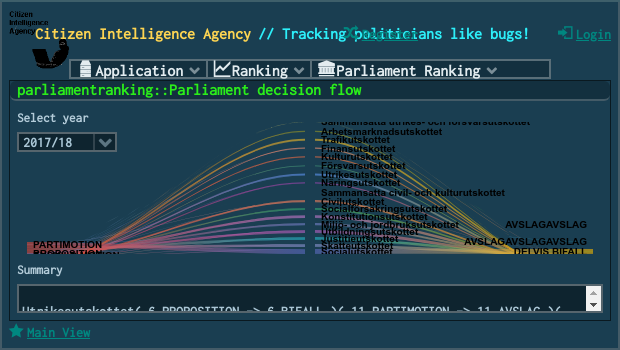 Citizen
Intelligence
Agency
Citizen Intelligence Agency // Tracking politicians like bugs!
Register
Login
Application
Ranking
Parliament Ranking
parliamentranking::Parliament decision flow
Select year
2017/18
Sammansatta utrikes- och försvarsutskottet
Arbetsmarknadsutskottet
Trafikutskottet
Finansutskottet
Kulturutskottet
Försvarsutskottet
Utrikesutskottet
Näringsutskottet
Sammansatta civil- och kulturutskottet
Civilutskottet
Socialförsäkringsutskottet
Konstitutionsutskottet
Miljö- och jordbruksutskottet
Utbildningsutskottet
Justitieutskottet
Skatteutskottet
Socialutskottet
PARTIMOTION
PROPOSITION
AVSLAGAVSLAG
AVSLAGAVSLAGAVSLAG
DELVIS BIFALL
Summary
Utrikesutskottet( 6 PROPOSITION -> 6 BIFALL )( 11 PARTIMOTION -> 11 AVSLAG )(
Main View